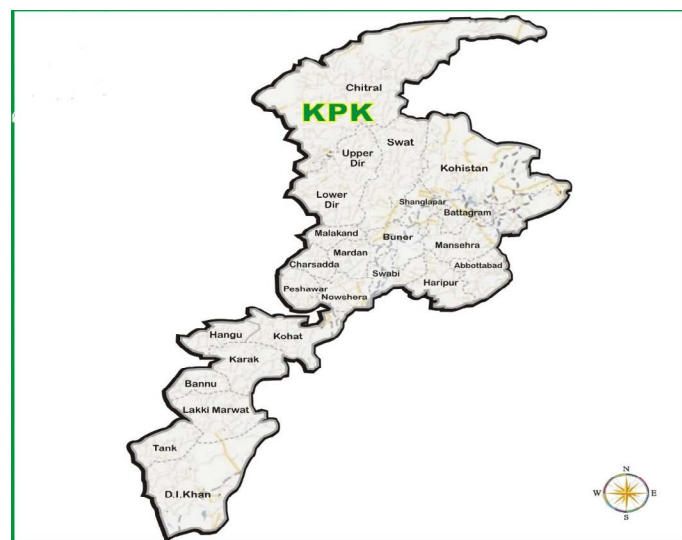 Chitral
KPK
Swat
Upper
Dir
Kohistan
Lower
Dir
Shanglapar
Battagram
Malakand
Buner
Mardan
Mansehra
Charsadda
Abbottabad
Swabi
Haripur
Peshawar
Nowshera
Hangu
Kohat
Karak
Bannu
Lakki Marwat
Tank
D.I.Khan
N
W
E
S